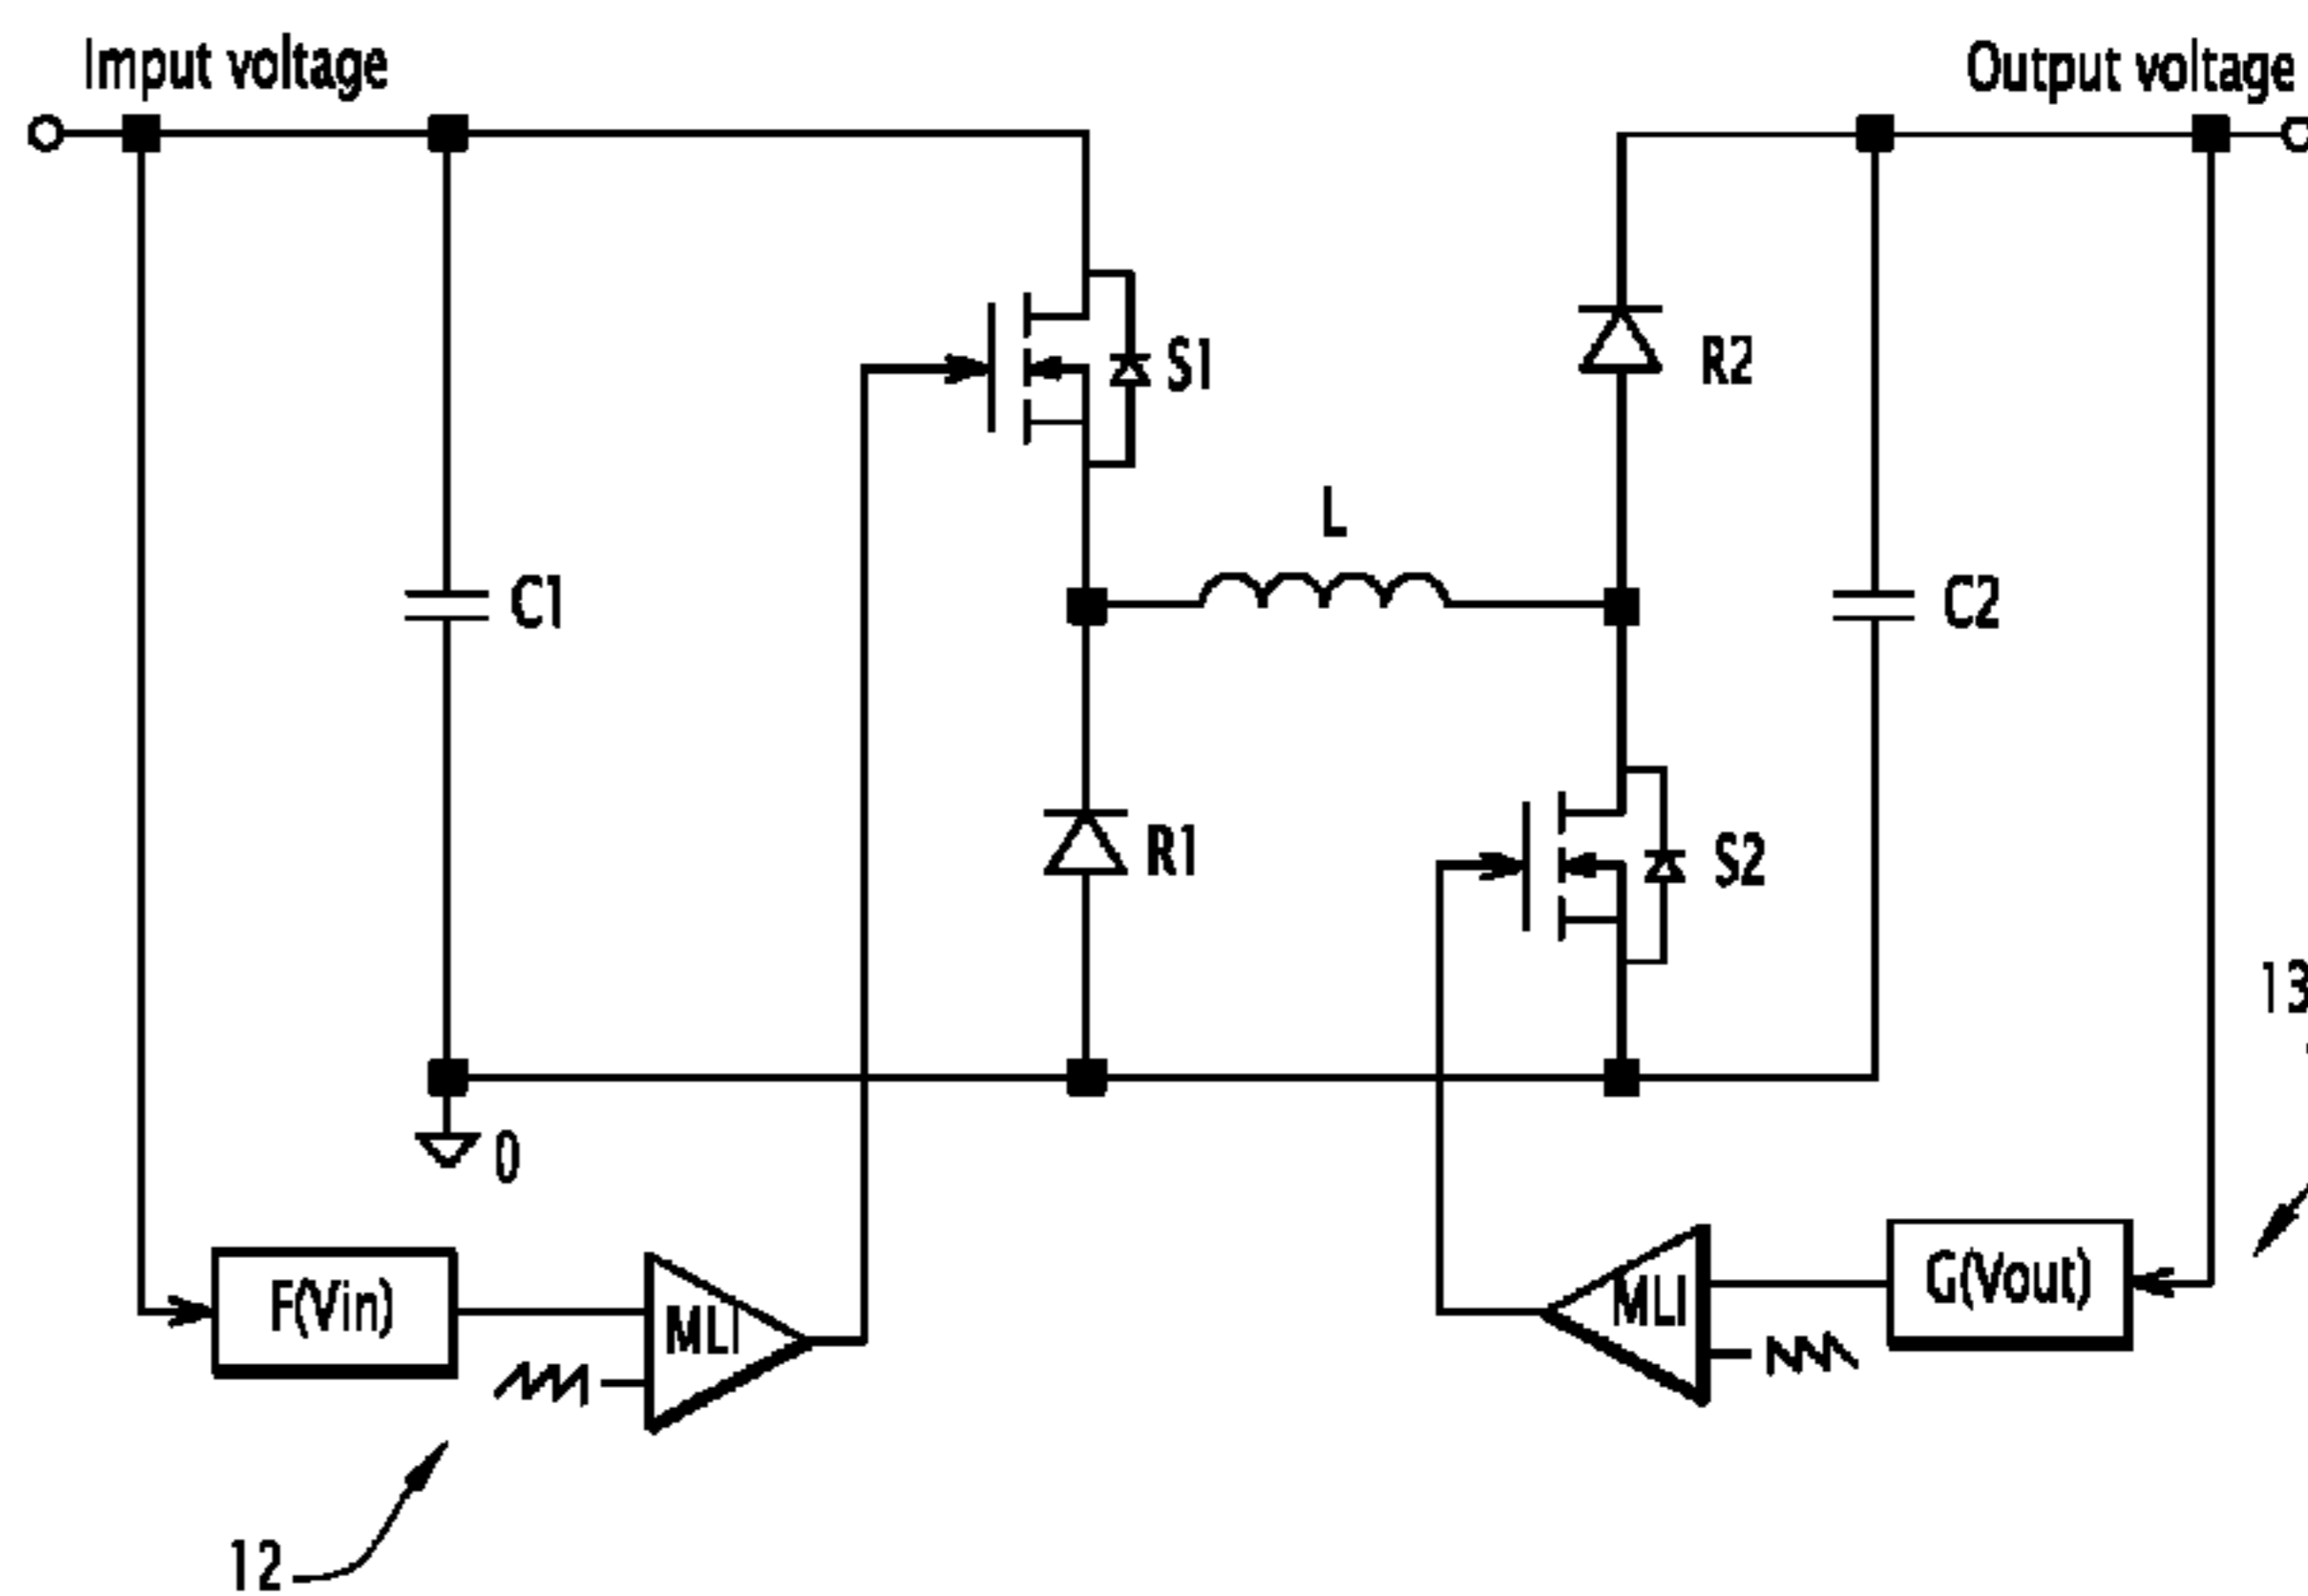 Imput voltage
Output voltage
S1
R2
L
C1
C2
R1
S2
13
0
F(Vin)
MLI
MLI
G(Vout)
12